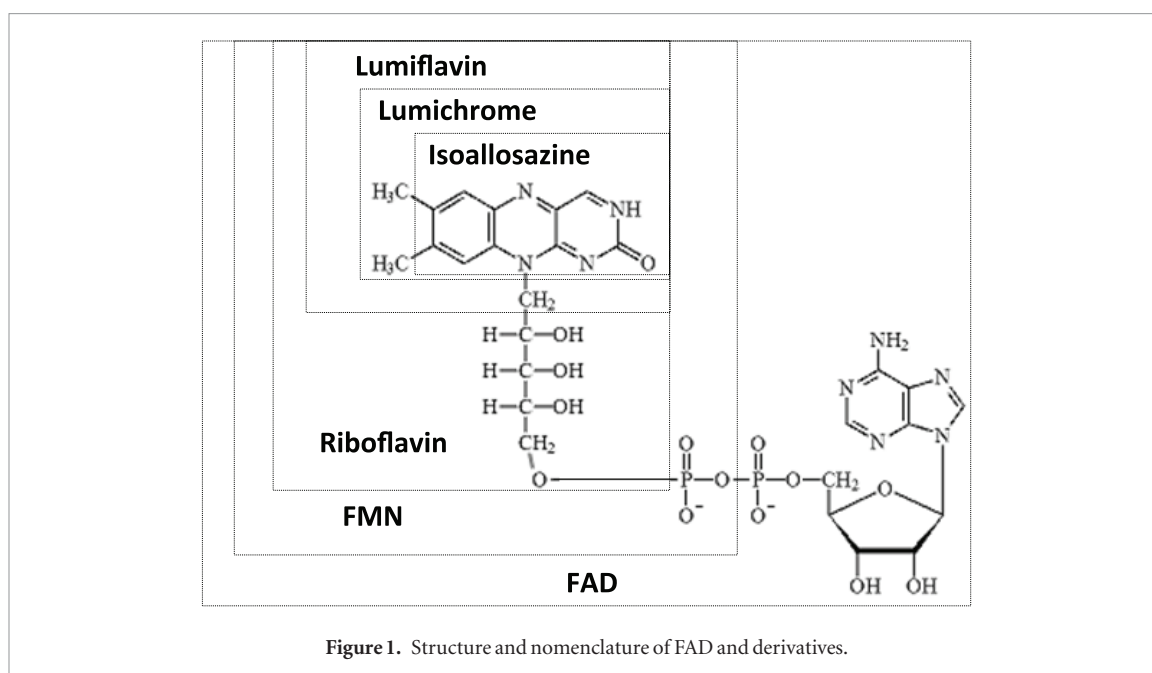 Lumiflavin
Lumichrome
Isoallosazine
H₃C N NH
H₃C N N O
CH₂
H—C—OH
H—C—OH
H—C—OH
Riboflavin CH₂
O P O P O CH₂ O
O O
O⁻ O⁻
NH₂
N N
N N
OH OH
FMN
FAD
Figure 1. Structure and nomenclature of FAD and derivatives.